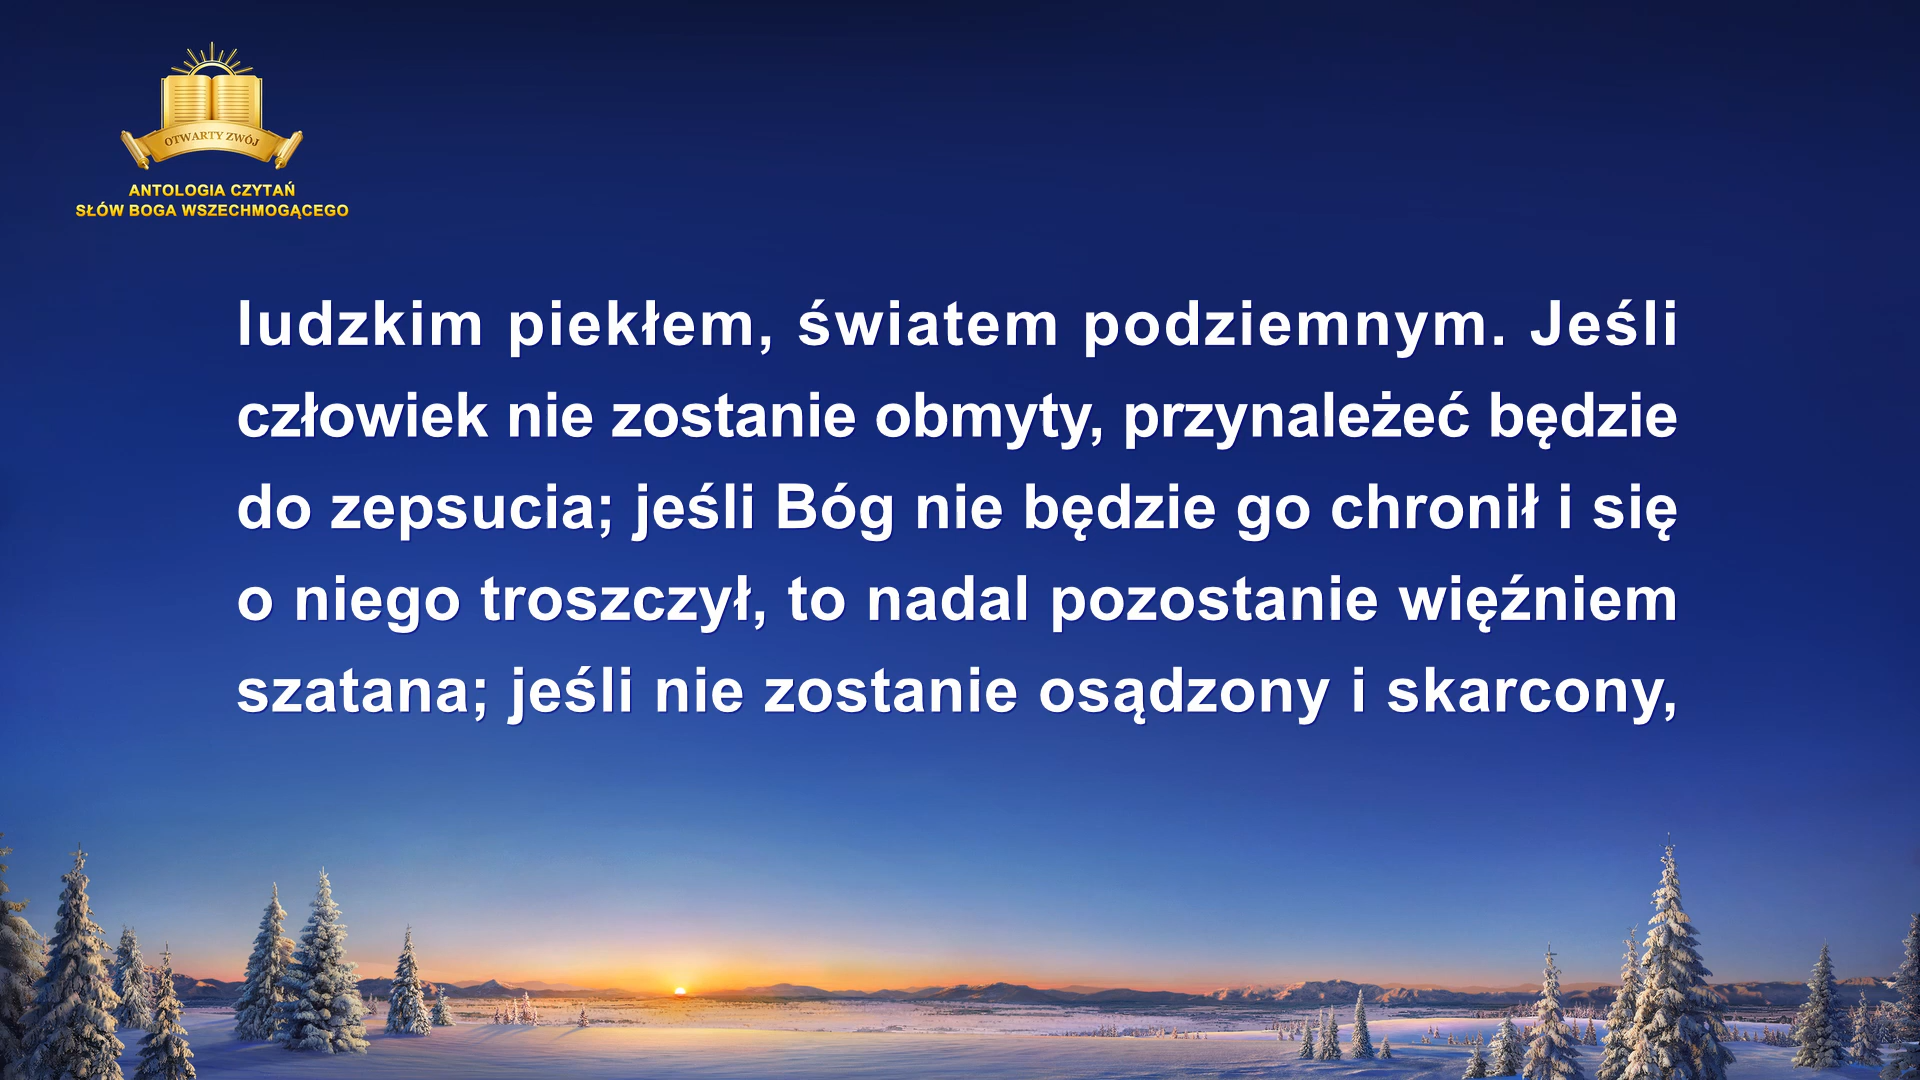 OTWARTY ZWÓJ
ANTOLOGIA CZYTAŃ
SŁÓW BOGA WSZECHMOGĄCEGO
ludzkim piekłem, światem podziemnym. Jeśli
człowiek nie zostanie obmyty, przynależeć będzie
do zepsucia; jeśli Bóg nie będzie go chronił i się
o niego troszczył, to nadal pozostanie więźniem
szatana; jeśli nie zostanie osądzony i skarcony,